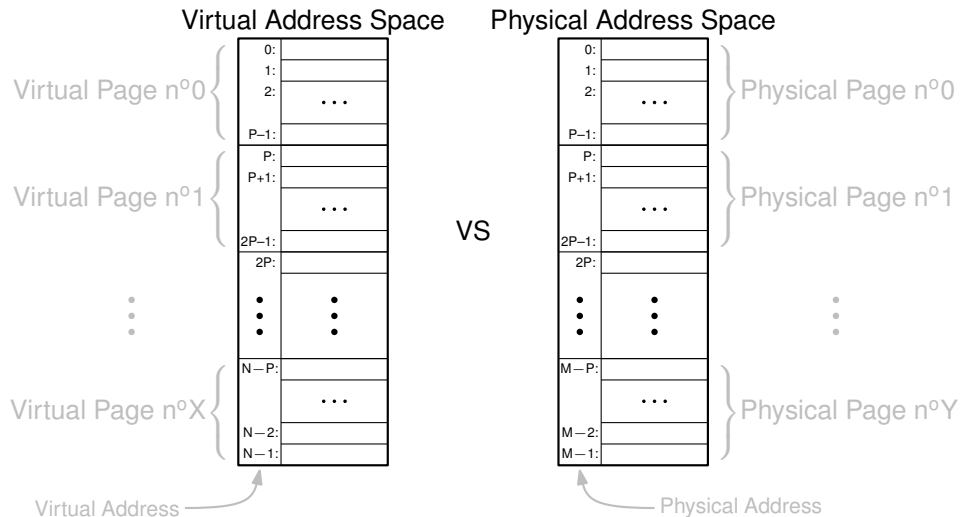 Virtual Address Space
Physical Address Space
Virtual Page nº0
0:
1:
2:
...
P–1:
Virtual Page nº1
P:
P+1:
...
2P–1:
2P:
Virtual Page nºX
N–P:
...
N–2:
N–1:
Virtual Address
VS
0:
1:
2:
...
P–1:
Physical Page nº0
P:
P+1:
...
2P–1:
Physical Page nº1
2P:
M–P:
...
M–2:
M–1:
Physical Page nºY
Physical Address